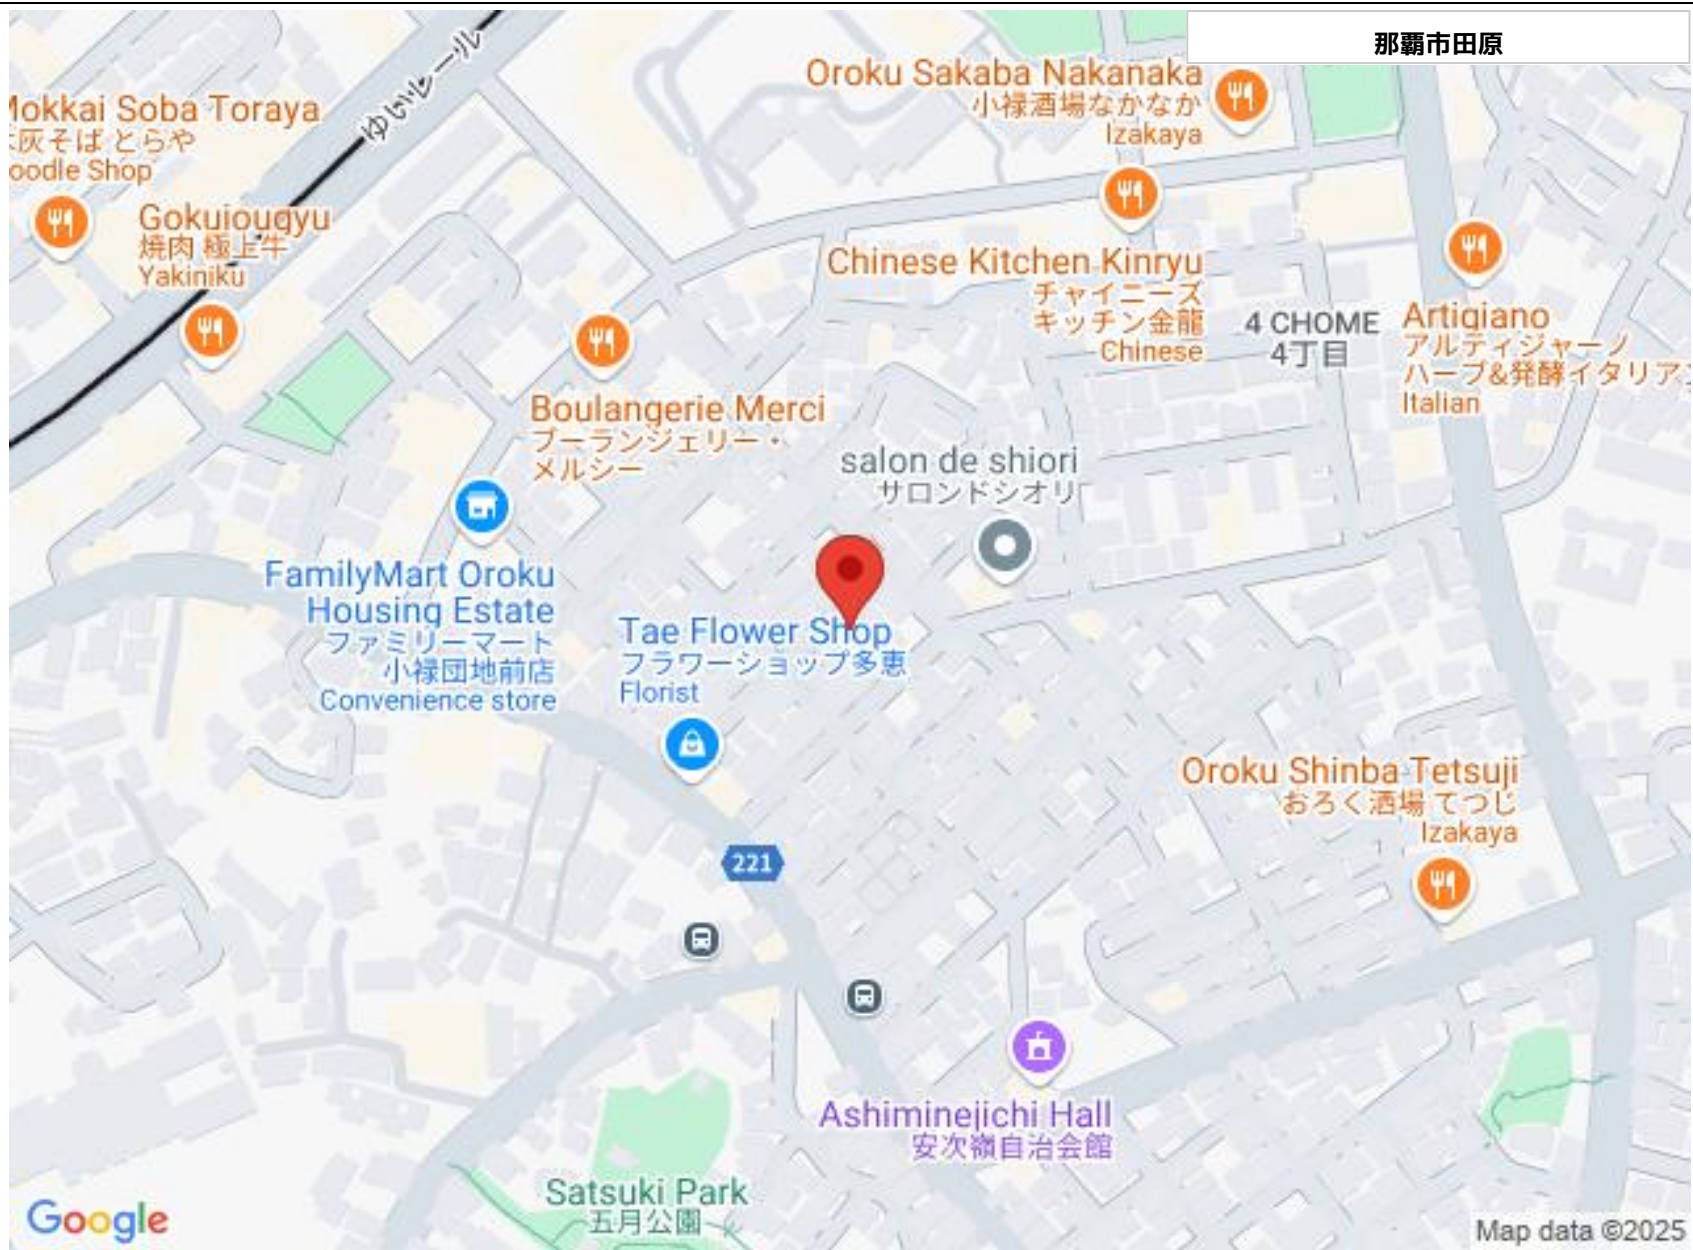 那覇市田原
ゆいレール
Oroku Sakaba Nakanaka
小禄酒場なかなか
Izakaya
Mokkai Soba Toraya
灰そば とらや
oodle Shop
Gokujougyu
焼肉 極上牛
Yakiniku
Chinese Kitchen Kinryu
チャイニーズ
キッチン金龍
Chinese
4 CHOME
4丁目
Artigiano
アルティジャーノ
ハーブ&発酵イタリア
Italian
Boulangerie Merci
ブーランジェリー・
メルシー
salon de shiori
サロンドシオリ
FamilyMart Oroku
Housing Estate
ファミリーマート
小禄団地前店
Convenience store
Tae Flower Shop
フラワーショップ多恵
Florist
Oroku Shinba Tetsuji
おろく酒場 てつじ
Izakaya
221
Ashiminejichi Hall
安次嶺自治会館
Satsuki Park
五月公園
Google
Map data ©2025